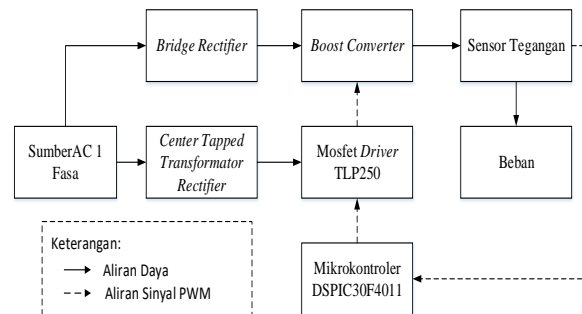 Bridge Rectifier
Boost Converter
Sensor Tegangan
SumberAC 1
Fasa
Center Tapped
Transformator
Rectifier
Mosfet Driver
TLP250
Beban
Keterangan:
Aliran Daya
Aliran Sinyal PWM
Mikrokontroler
DSPIC30F4011